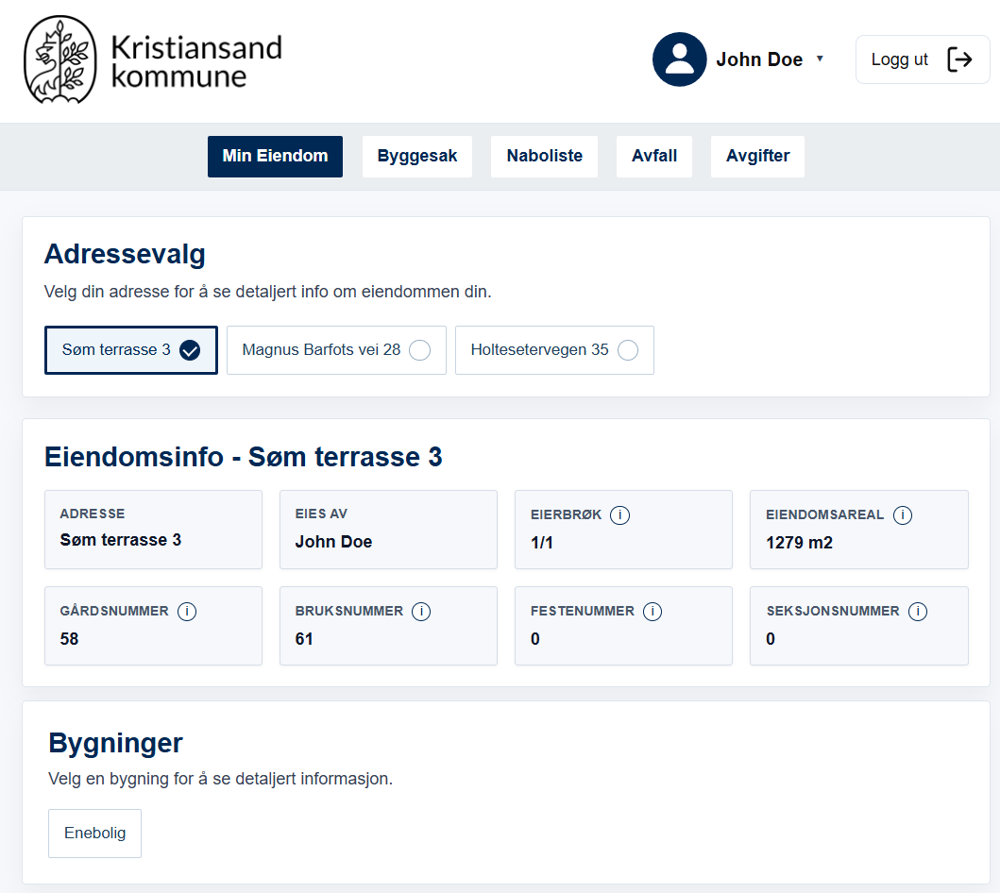 Kristiansand
kommune
John Doe
Logg ut
Min Eiendom
Byggesak
Naboliste
Avfall
Avgifter
Adressevalg
Velg din adresse for å se detaljert info om eiendommen din.
Søm terrasse 3
Magnus Barfots vei 28
Holtesetervegen 35
Eiendomsinfo - Søm terrasse 3
ADRESSE
Søm terrasse 3
EIES AV
John Doe
EIERBRØK i
1/1
EIENDOMSAREAL i
1279 m2
GÅRDSNUMMER i
58
BRUKSNUMMER i
61
FESTENUMMER i
0
SEKSJONSNUMMER i
0
Bygninger
Velg en bygning for å se detaljert informasjon.
Enebolig